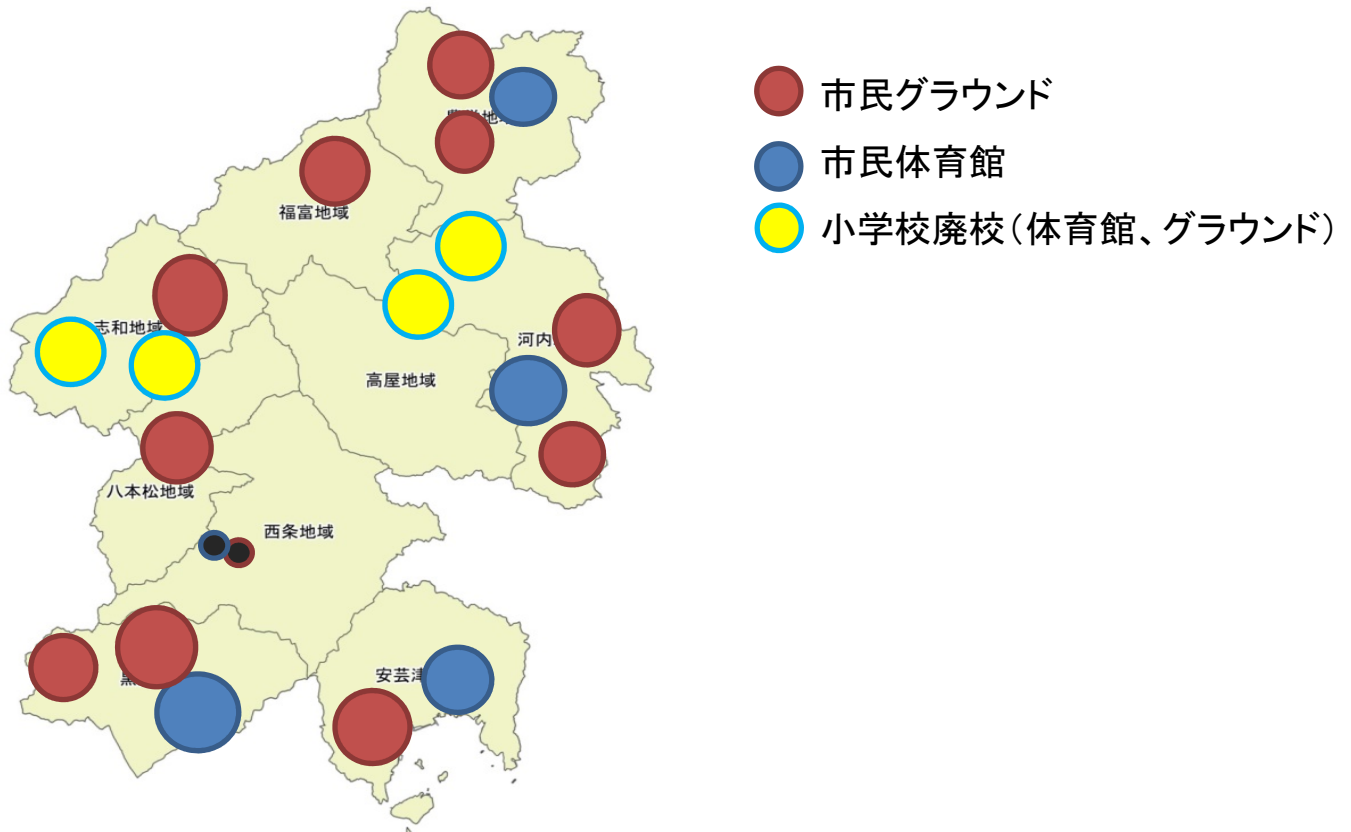 市民グラウンド
市民体育館
小学校廃校（体育館、グラウンド）
福富地域
志和地域
河内
高屋地域
八本松地域
西条地域
安芸津